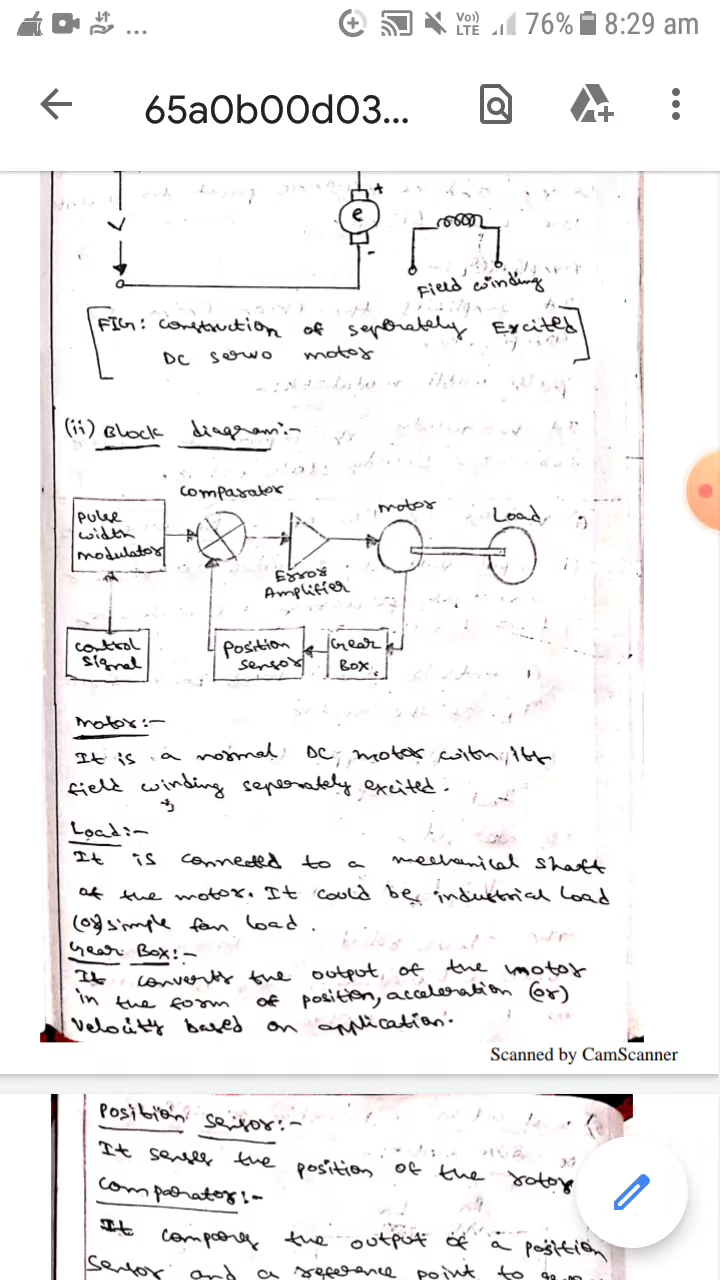 Vo)) LTE 76% 8:29 am
65a0b00d03...
e
+
-
V
Field winding
FIG: construction of seperately Excited
DC servo motor
(ii) Block diagram:-
comparator
motor
Load
pulse
width
modulator
Error
Amplifier
control
signal
position
sensor
Gear
Box
motor:-
It is a normal DC, motor with its
field winding seperately excited.
Load:-
It is connected to a mechanical shaft
of the motor. It could be industrial load
(or) simple fan load.
Gear Box:-
It converts the output of the motor
in the form of position, acceleration (or)
velocity based on application.
Scanned by CamScanner
Position sensor:-
It senses the position of the rotor
comparator:-
It the output of a position
sensor and a reference point to